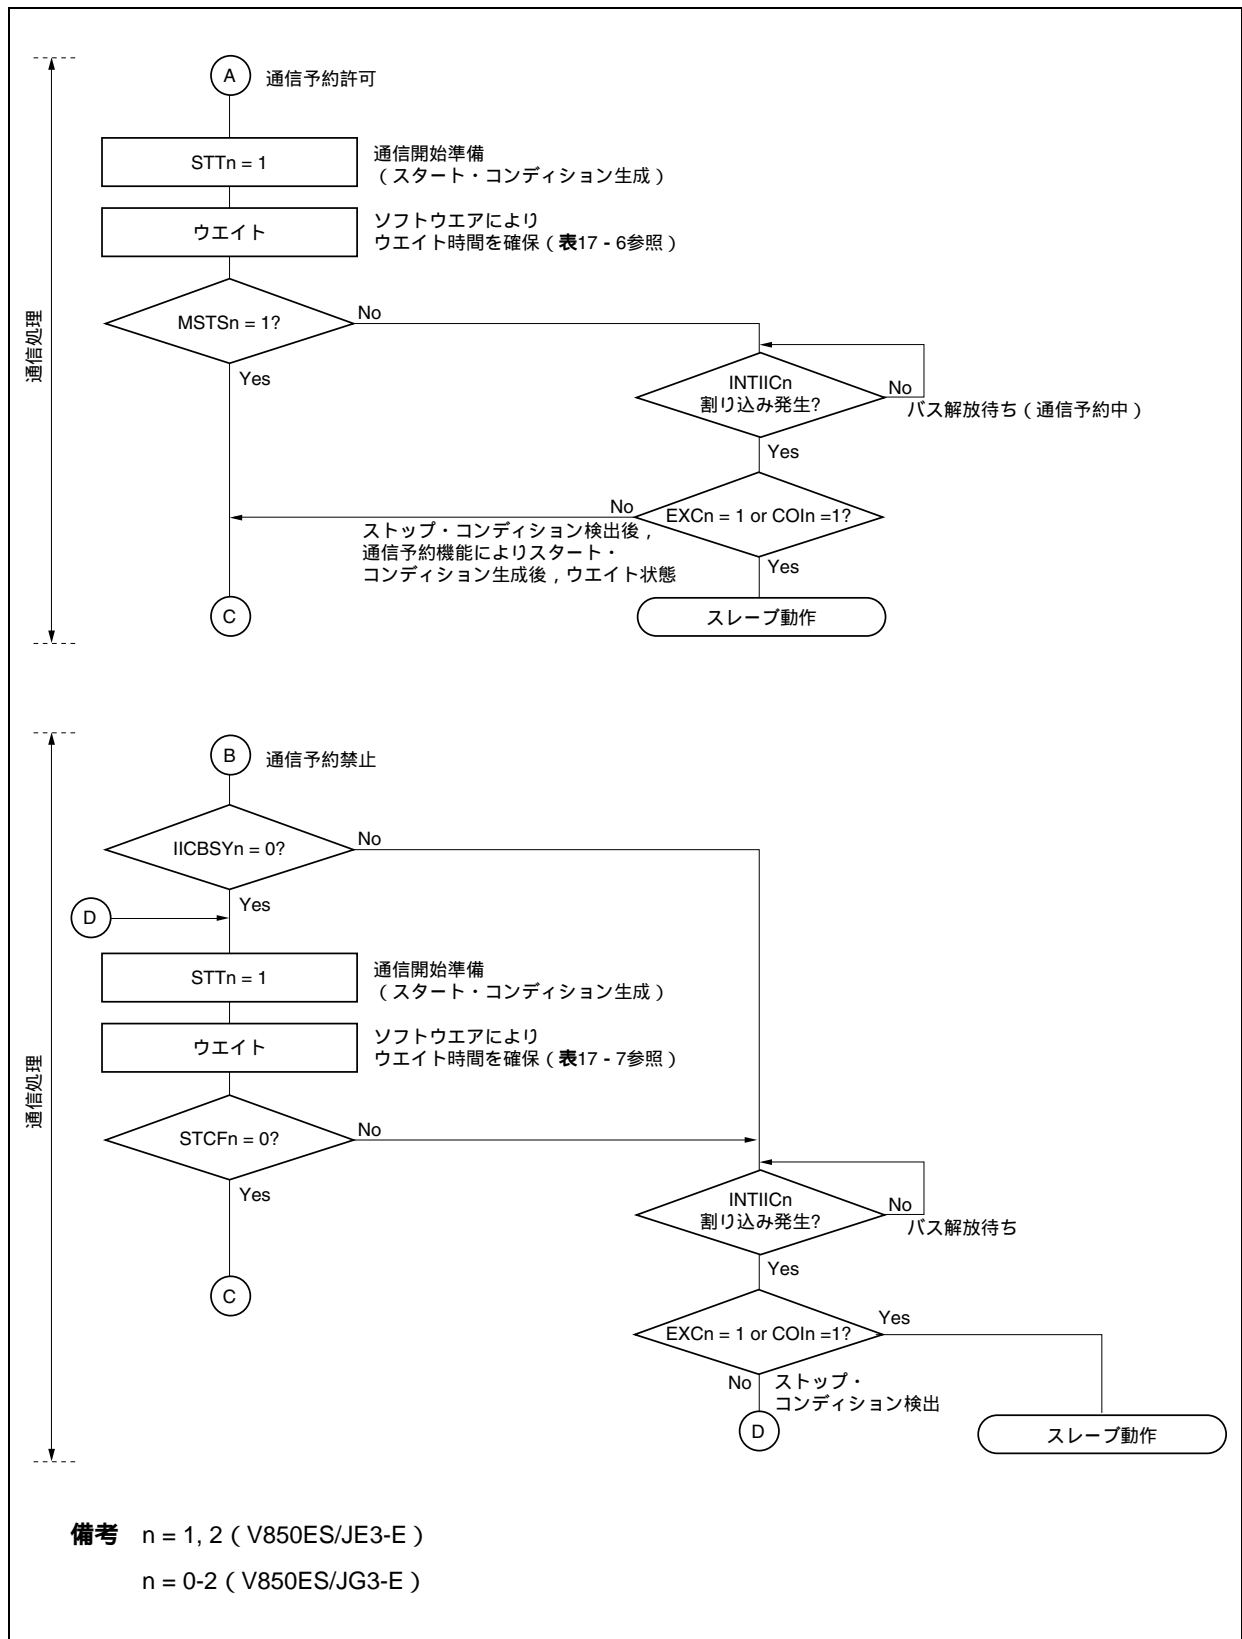 通信処理
A 通信予約許可
STTn = 1
通信開始準備
（スタート・コンディション生成）
ウエイト
ソフトウエアにより
ウエイト時間を確保（表17 - 6参照）
MSTSn = 1?
No
Yes
INTIICn
割り込み発生?
No
バス解放待ち（通信予約中）
Yes
EXCn = 1 or COIn =1?
No
ストップ・コンディション検出後，
通信予約機能によりスタート・
コンディション生成後，ウエイト状態
Yes
C
スレーブ動作
通信処理
B 通信予約禁止
IICBSYn = 0?
No
Yes
D
STTn = 1
通信開始準備
（スタート・コンディション生成）
ウエイト
ソフトウエアにより
ウエイト時間を確保（表17 - 7参照）
STCFn = 0?
No
Yes
INTIICn
割り込み発生?
No
バス解放待ち
Yes
C
EXCn = 1 or COIn =1?
Yes
No
ストップ・
コンディション検出
D
スレーブ動作
備考 n = 1, 2（V850ES/JE3-E）
n = 0-2（V850ES/JG3-E）